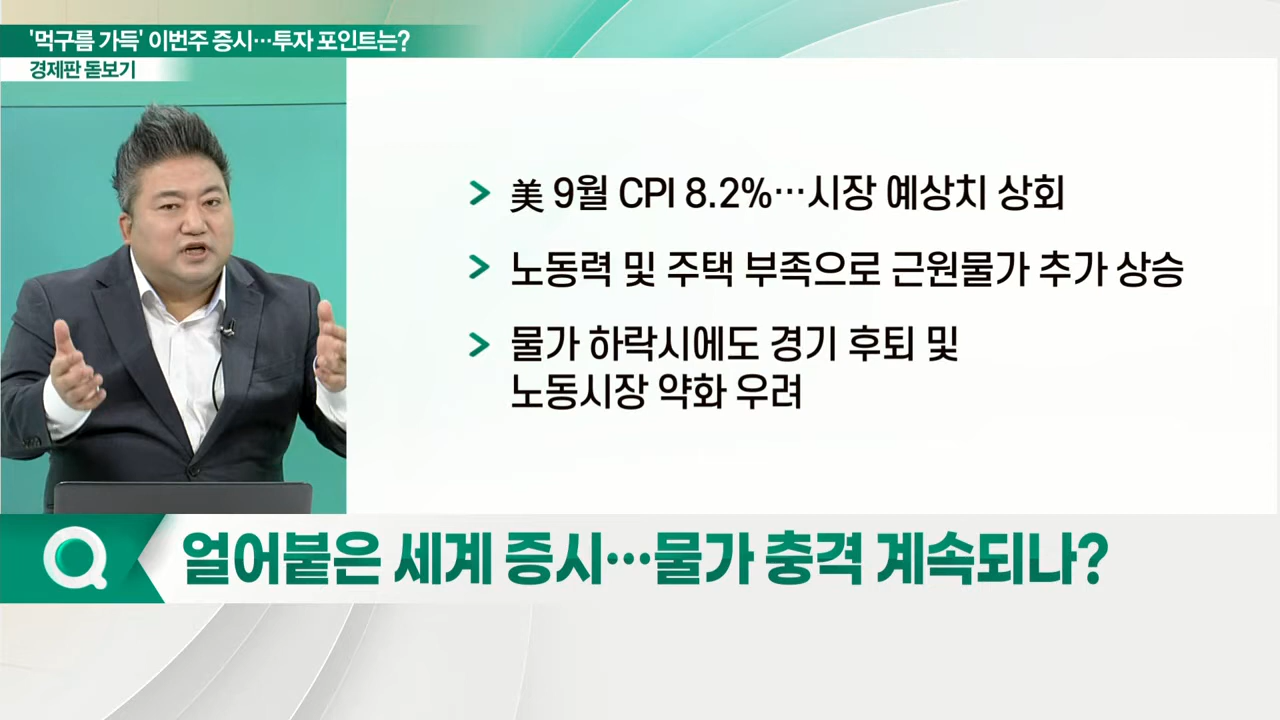 '먹구름 가득' 이번주 증시…투자 포인트는?
경제판 돋보기
> 美 9월 CPI 8.2%…시장 예상치 상회
> 노동력 및 주택 부족으로 근원물가 추가 상승
> 물가 하락시에도 경기 후퇴 및
노동시장 약화 우려
Q 얼어붙은 세계 증시…물가 충격 계속되나?